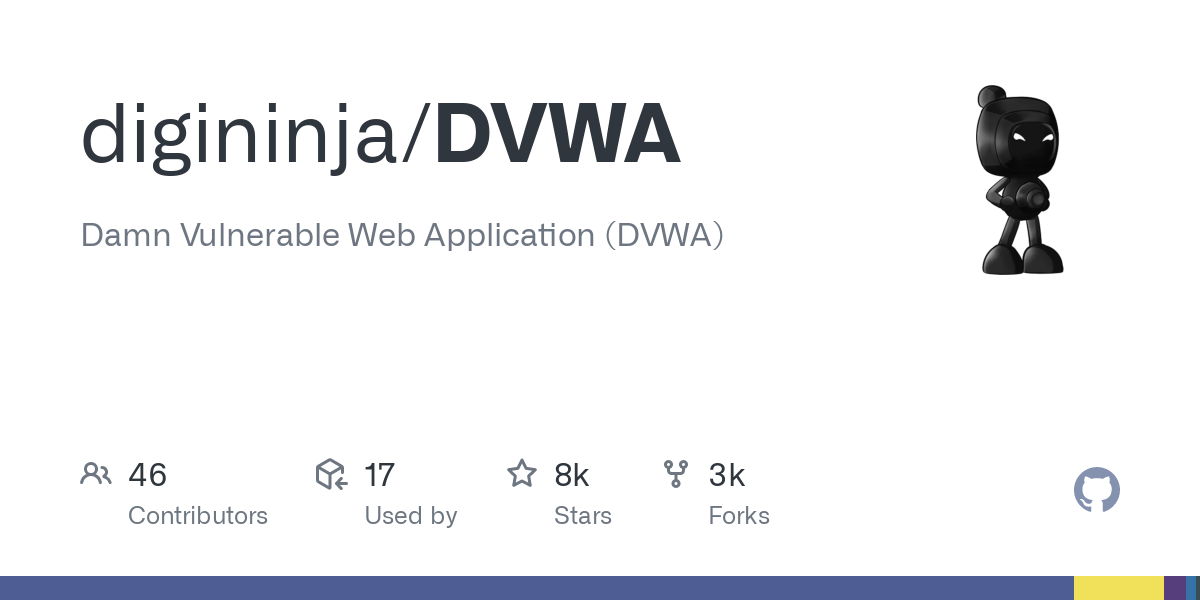 digininja/DVWA
Damn Vulnerable Web Application (DVWA)
46 17 8k 3k
Contributors Used by Stars Forks